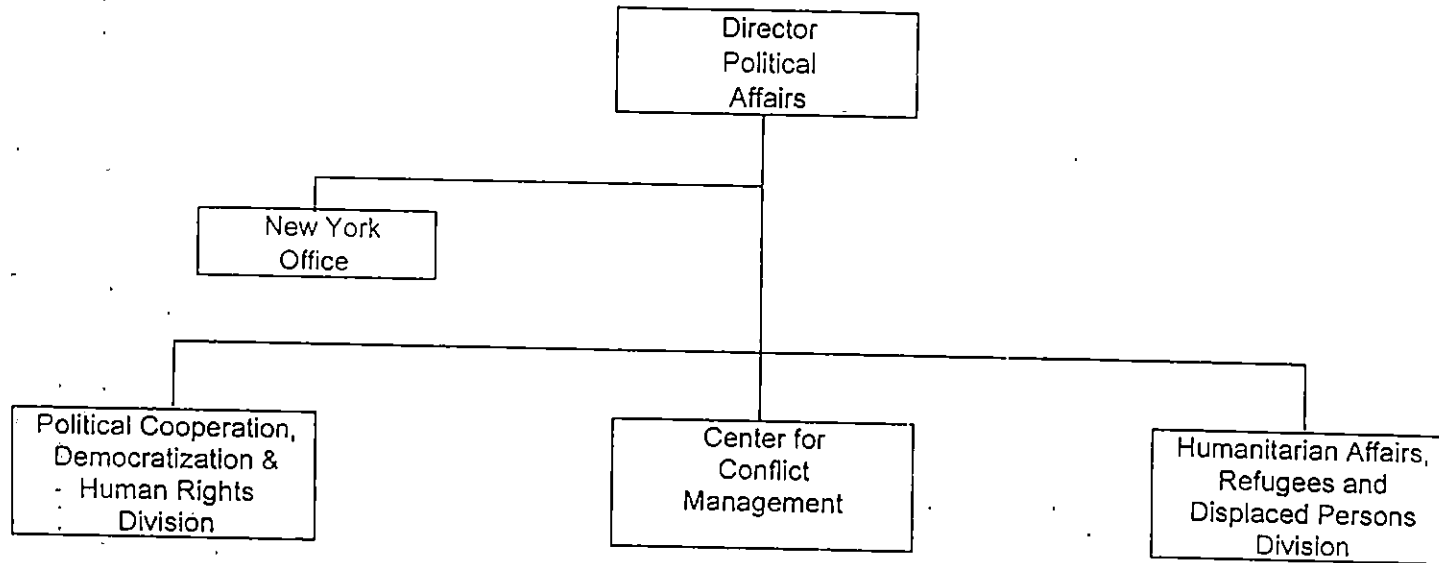 Director
Political
Affairs
New York
Office
Political Cooperation,
Democratization &
Human Rights
Division
Center for
Conflict
Management
Humanitarian Affairs,
Refugees and
Displaced Persons
Division